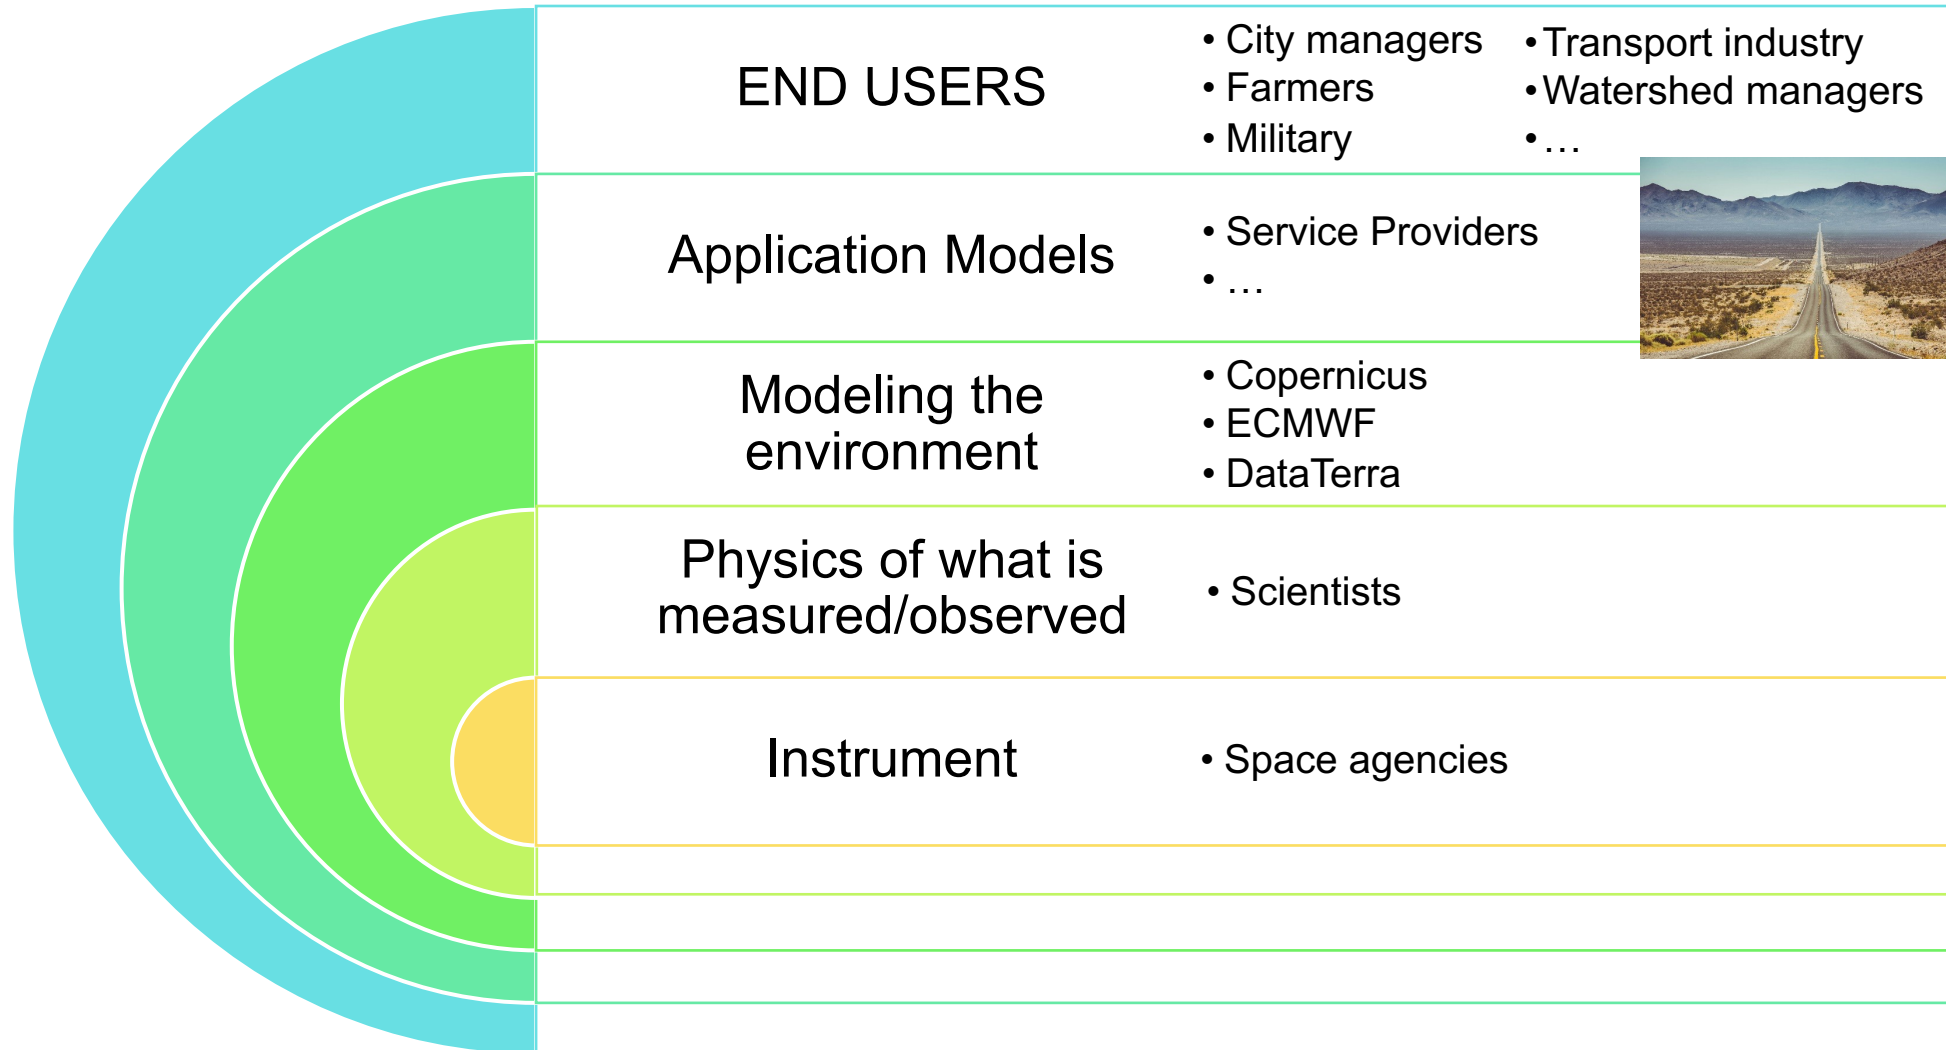 END USERS
• City managers
• Farmers
• Military
• Transport industry
• Watershed managers
• …
Application Models
• Service Providers
• …
Modeling the
environment
• Copernicus
• ECMWF
• DataTerra
Physics of what is
measured/observed
• Scientists
Instrument
• Space agencies